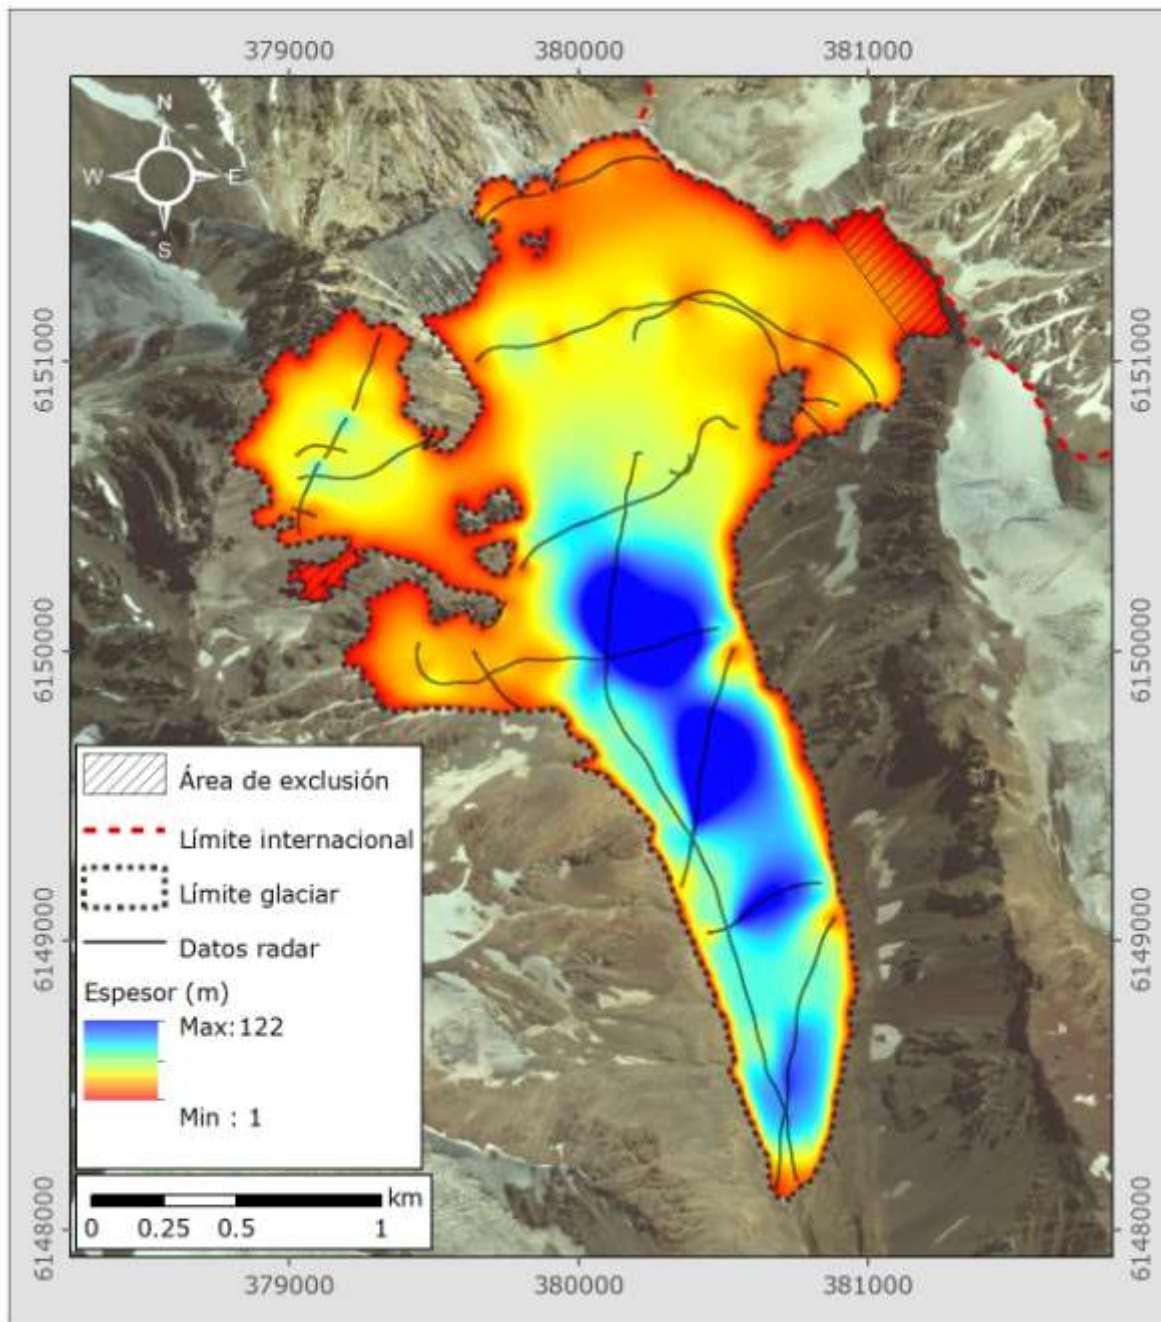 379000 380000 381000
N
W E
S
6151000 6151000
6150000 6150000
6149000 6149000
6148000 6148000
Área de exclusión
Límite internacional
Límite glaciar
Datos radar
Espesor (m)
Max:122
Min : 1
km
0 0.25 0.5 1
379000 380000 381000